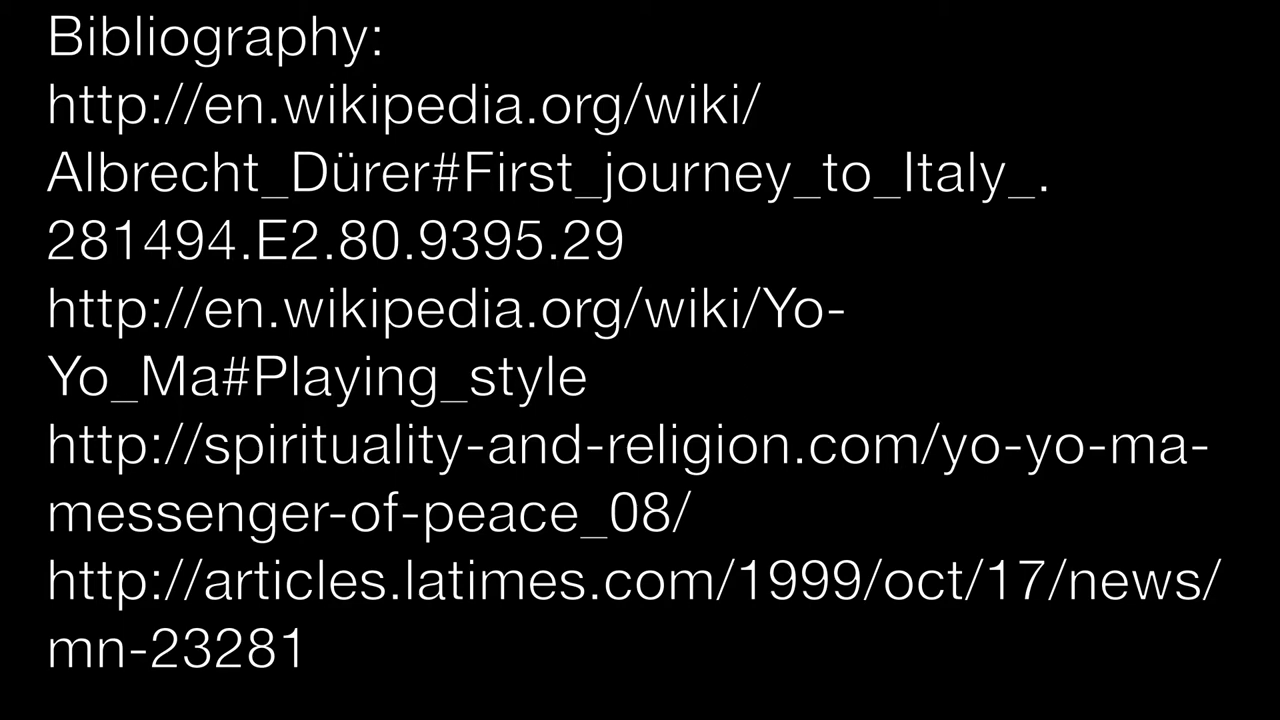 Bibliography:
http://en.wikipedia.org/wiki/
Albrecht_Dürer#First_journey_to_Italy_.
281494.E2.80.9395.29
http://en.wikipedia.org/wiki/Yo-
Yo_Ma#Playing_style
http://spirituality-and-religion.com/yo-yo-ma-
messenger-of-peace_08/
http://articles.latimes.com/1999/oct/17/news/
mn-23281